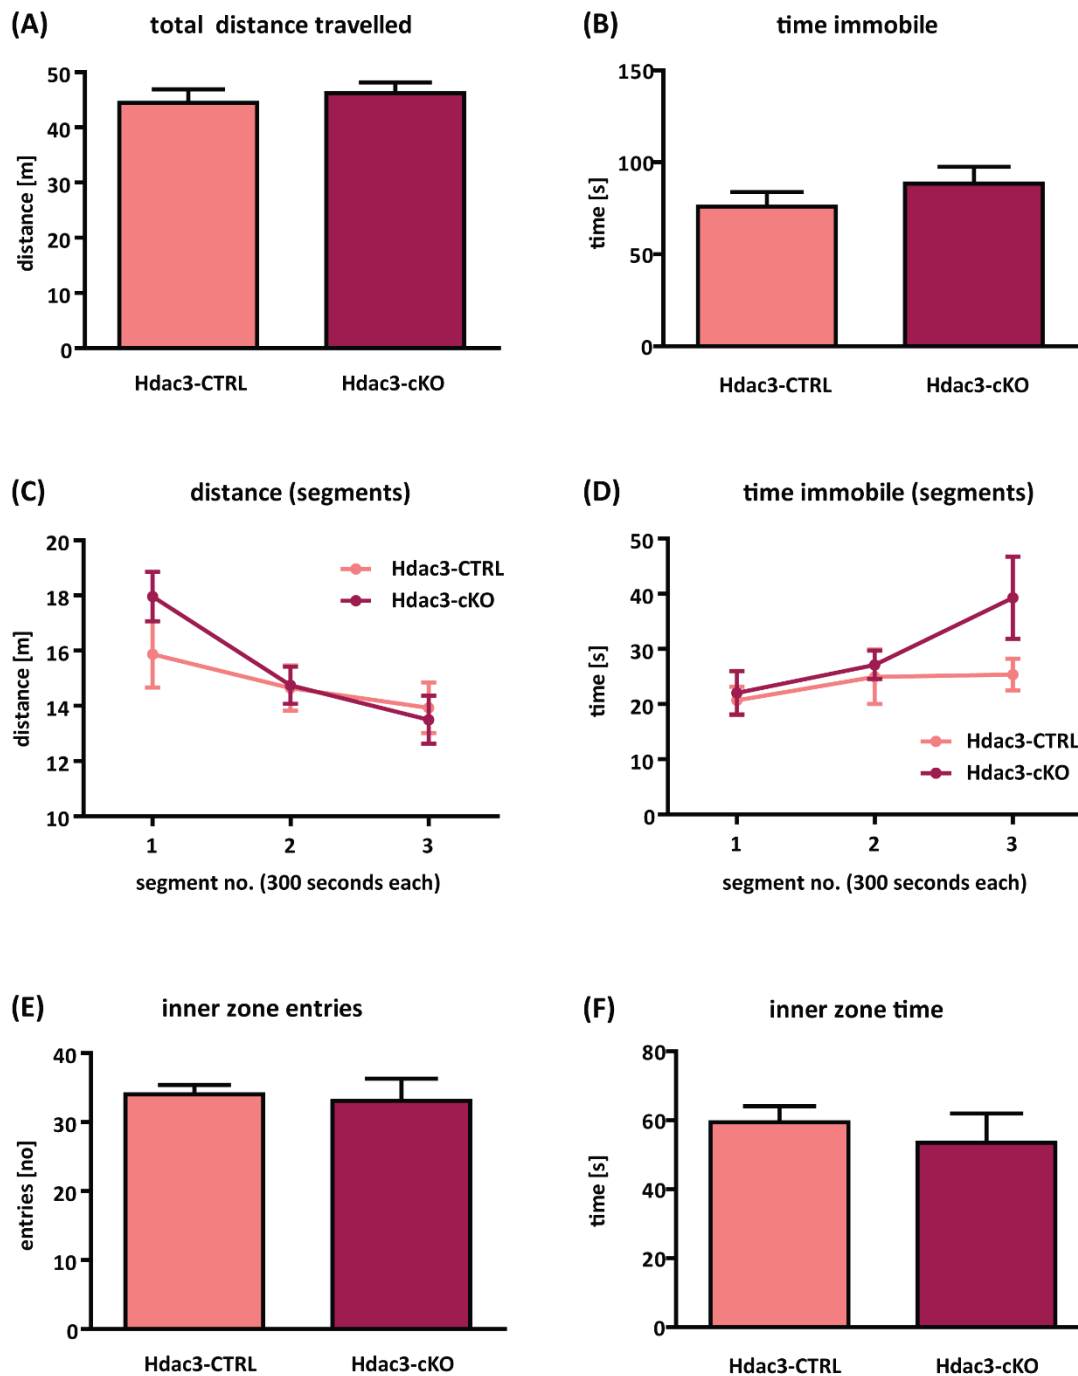 (A) total distance travelled
50
40
30
20
10
0
distance [m]
Hdac3-CTRL Hdac3-cKO
(B) time immobile
150
100
50
0
time [s]
Hdac3-CTRL Hdac3-cKO
(C) distance (segments)
20
18
16
14
12
10
distance [m]
Hdac3-CTRL
Hdac3-cKO
1 2 3
segment no. (300 seconds each)
(D) time immobile (segments)
50
40
30
20
10
0
time [s]
Hdac3-CTRL
Hdac3-cKO
1 2 3
segment no. (300 seconds each)
(E) inner zone entries
40
30
20
10
0
entries [no]
Hdac3-CTRL Hdac3-cKO
(F) inner zone time
80
60
40
20
0
time [s]
Hdac3-CTRL Hdac3-cKO